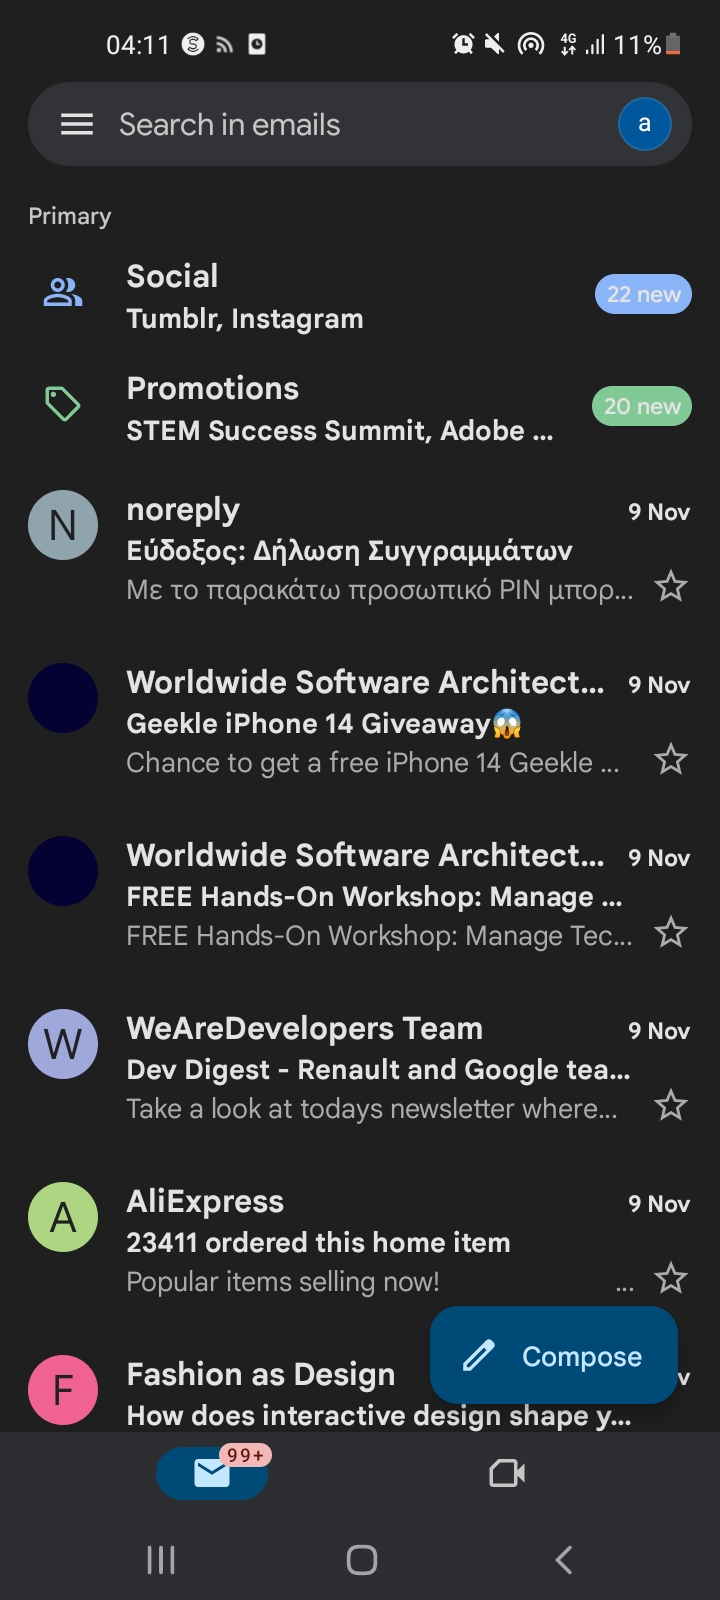 04:11 4G 11%
Search in emails a
Primary
Social
22 new
Tumblr, Instagram
Promotions
20 new
STEM Success Summit, Adobe ...
N noreply 9 Nov
Εύδοξος: Δήλωση Συγγραμμάτων
Με το παρακάτω προσωπικό PIN μπορ...
Worldwide Software Architect... 9 Nov
Geekle iPhone 14 Giveaway😱
Chance to get a free iPhone 14 Geekle ...
Worldwide Software Architect... 9 Nov
FREE Hands-On Workshop: Manage ...
FREE Hands-On Workshop: Manage Tec...
W WeAreDevelopers Team 9 Nov
Dev Digest - Renault and Google tea...
Take a look at todays newsletter where...
A AliExpress 9 Nov
23411 ordered this home item
Popular items selling now! ...
Compose
F Fashion as Design v
How does interactive design shape y...
99+